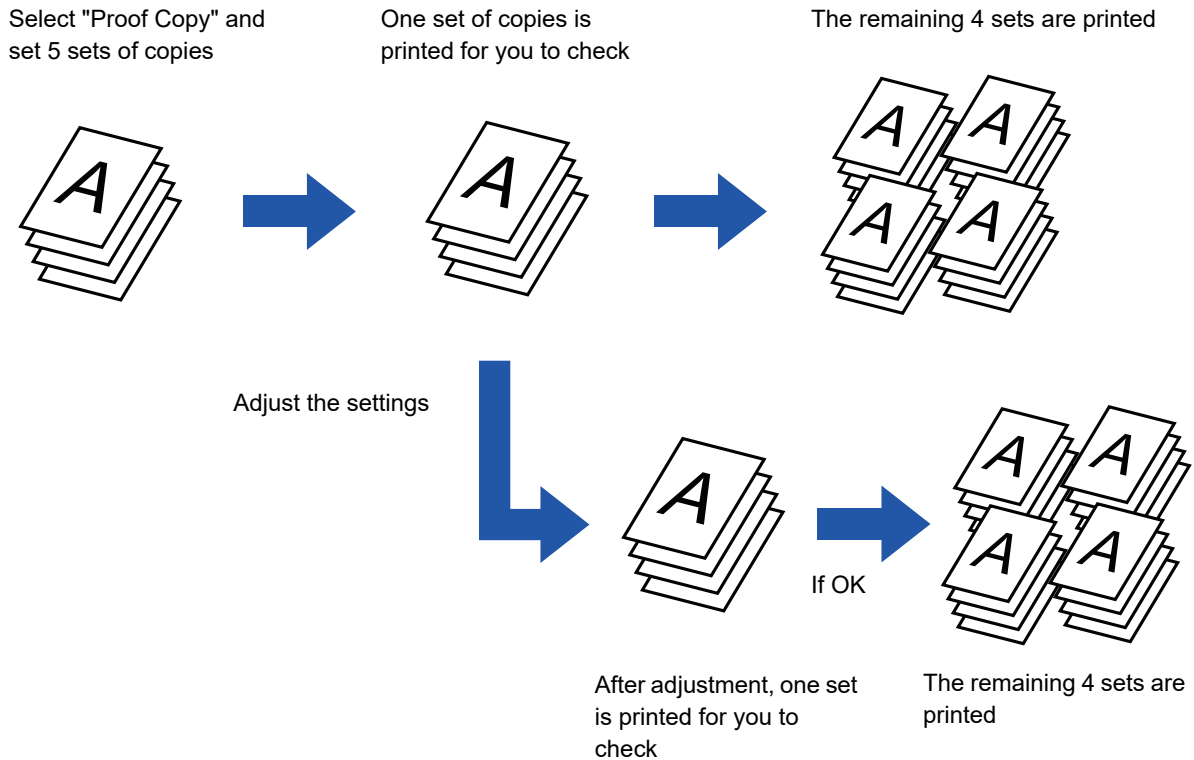 Select "Proof Copy" and
set 5 sets of copies
One set of copies is
printed for you to check
The remaining 4 sets are printed
A
A
A
A
A
A
Adjust the settings
A
A
A
A
A
If OK
After adjustment, one set
is printed for you to
check
The remaining 4 sets are
printed